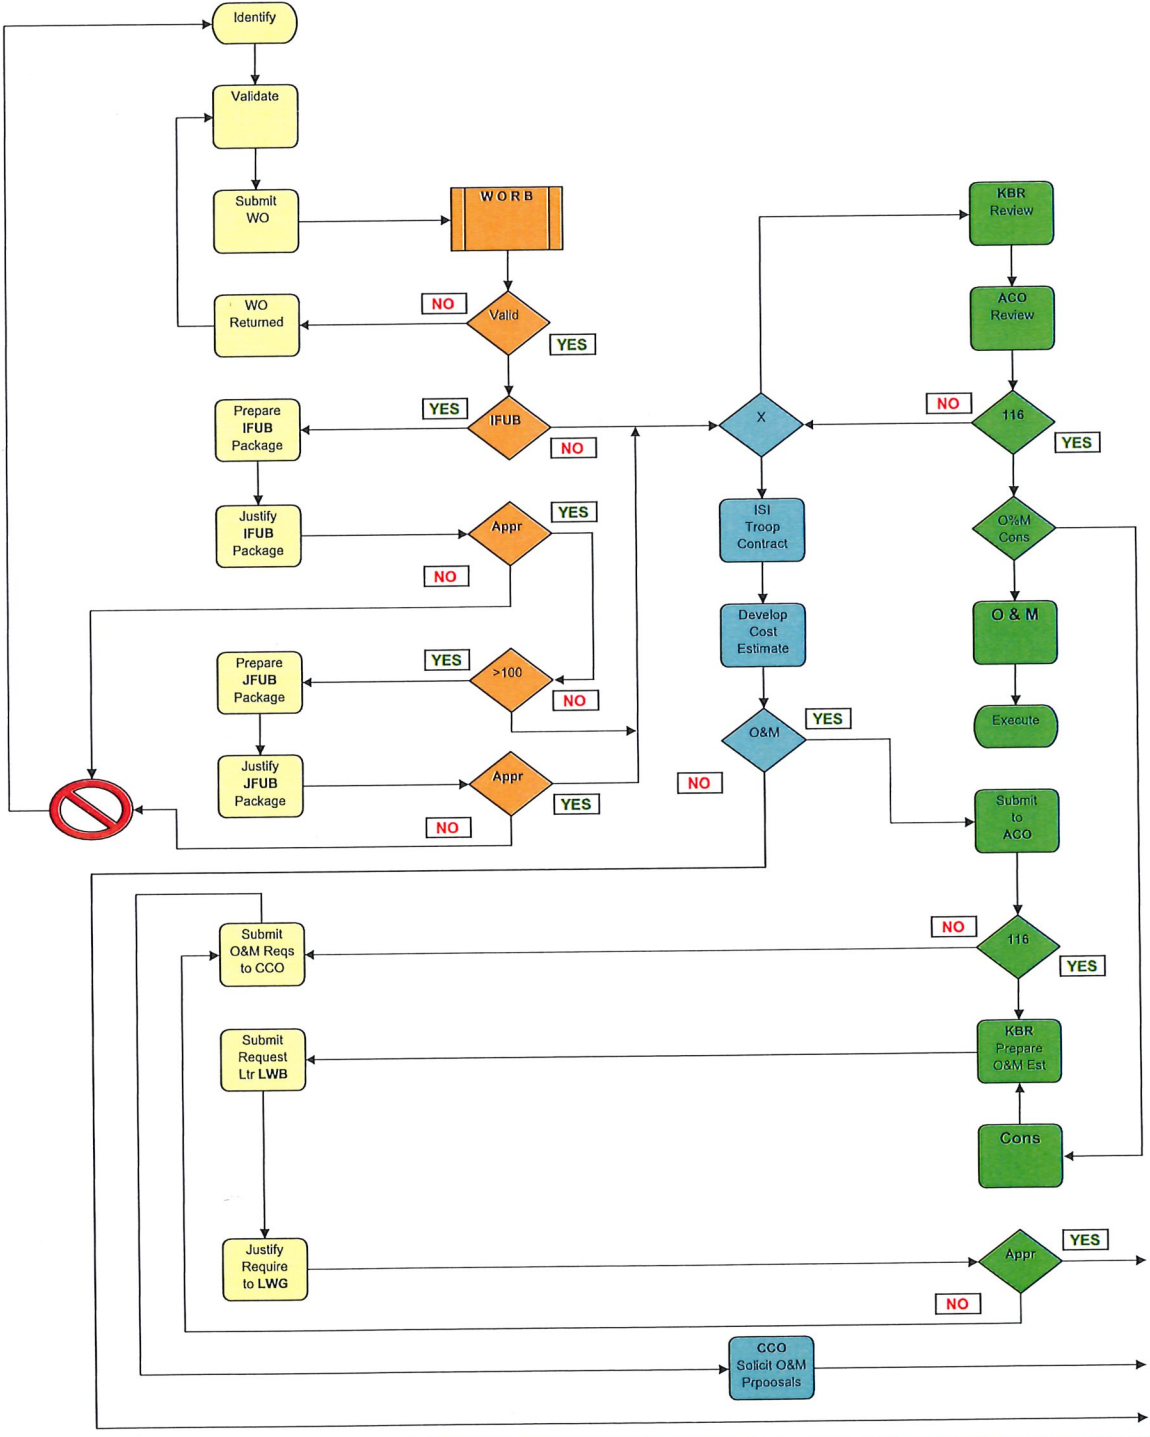 Identify
Validate
Submit
WO
WORB
KBR
Review
WO
Returned
NO
Valid
YES
ACO
Review
Prepare
IFUB
Package
YES
IFUB
NO
X
NO
116
YES
Justify
IFUB
Package
Appr
YES
NO
ISI
Troop
Contract
O%M
Cons
Develop
Cost
Estimate
O & M
Prepare
JFUB
Package
YES
>100
NO
O&M
YES
NO
Execute
Justify
JFUB
Package
Appr
YES
NO
Submit
to
ACO
Submit
O&M Reqs
to CCO
NO
116
YES
Submit
Request
Ltr LWB
KBR
Prepare
O&M Est
Cons
Justify
Require
to LWG
Appr
YES
NO
CCO
Solicit O&M
Prpoosals